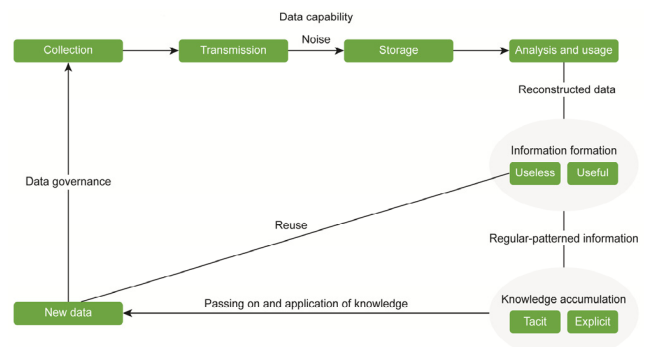 Data capability
Collection
Transmission
Noise
Storage
Analysis and usage
Reconstructed data
Information formation
Useless
Useful
Data governance
Reuse
Regular-patterned information
Knowledge accumulation
Passing on and application of knowledge
New data
Tacit
Explicit